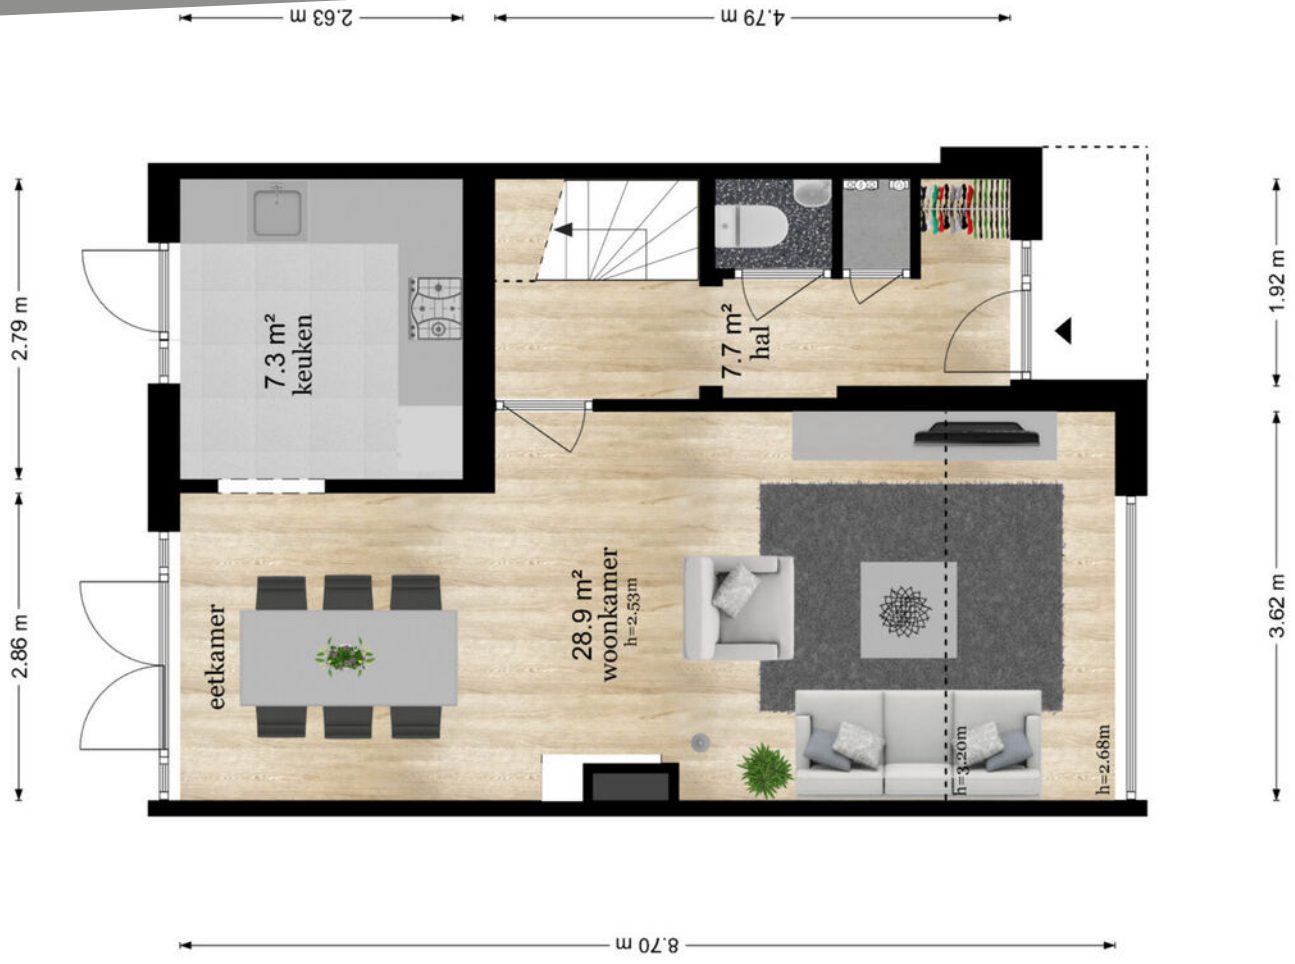 2.63 m
4.79 m
2.79 m
2.86 m
1.92 m
3.62 m
8.70 m
7.3 m²
keuken
7.7 m²
hal
28.9 m²
woonkamer
h=2.53m
eetkamer
h=3.20m
h=2.68m